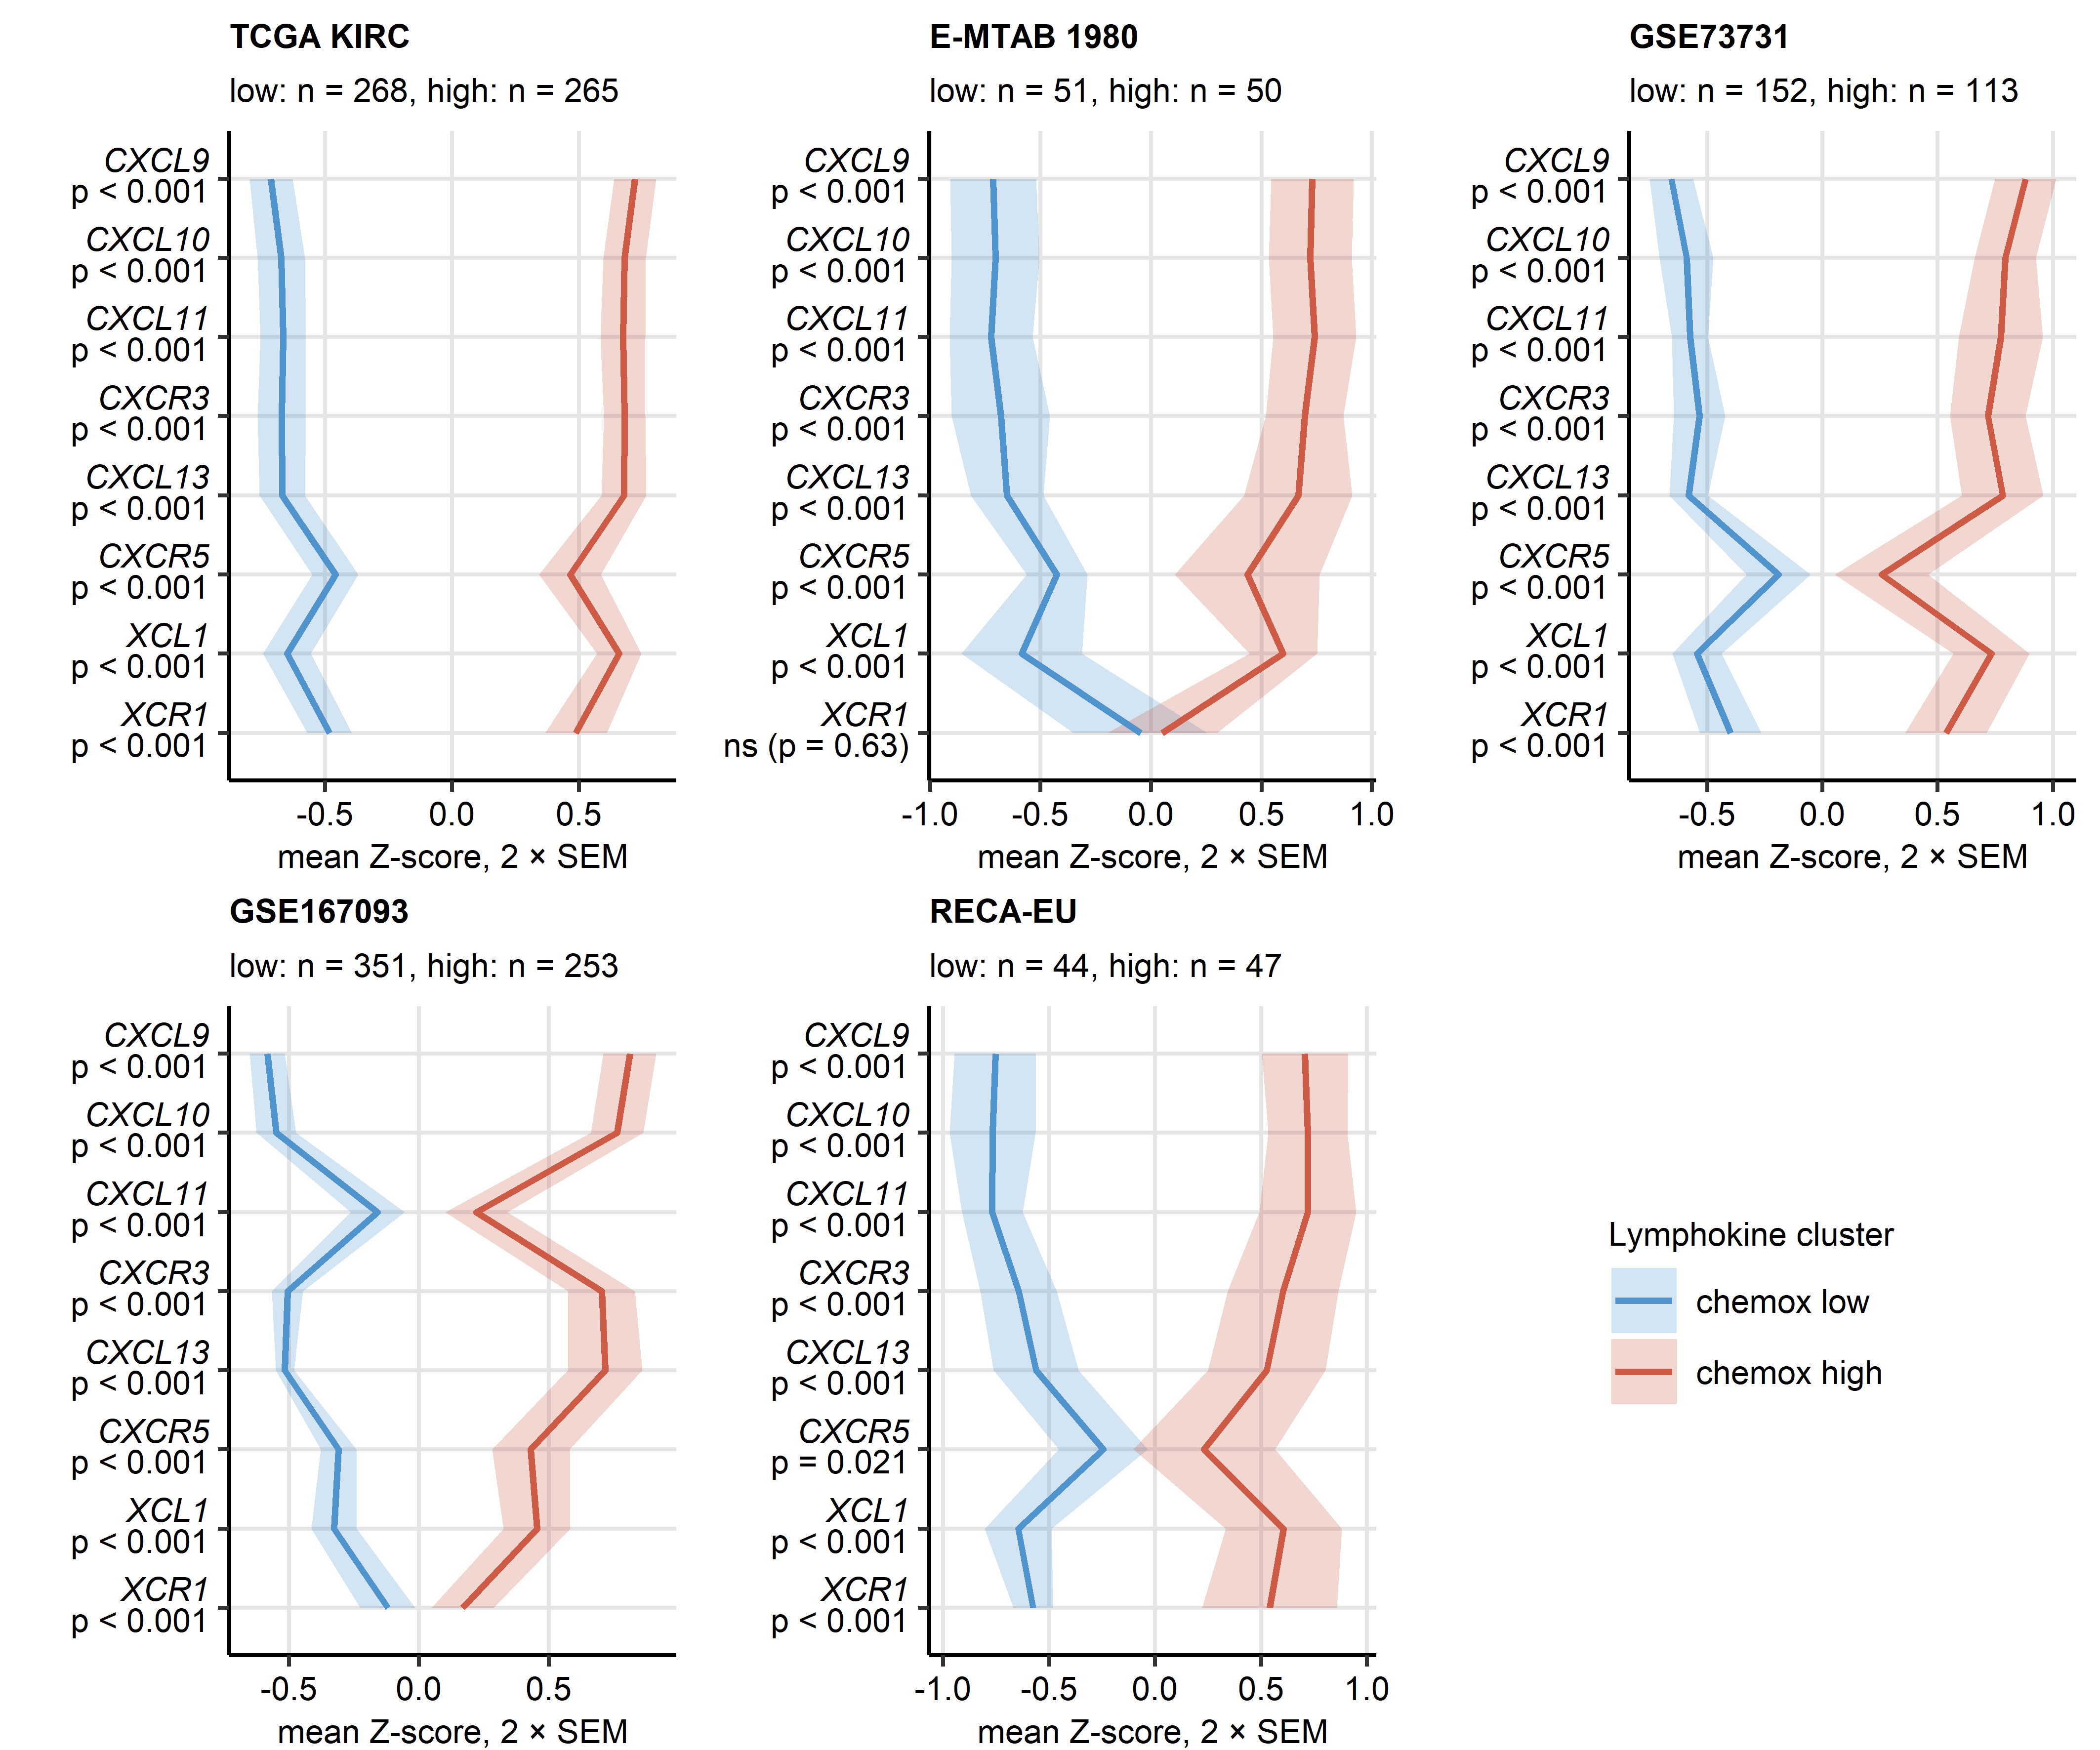 TCGA KIRC
low: n = 268, high: n = 265
CXCL9
p < 0.001
CXCL10
p < 0.001
CXCL11
p < 0.001
CXCR3
p < 0.001
CXCL13
p < 0.001
CXCR5
p < 0.001
XCL1
p < 0.001
XCR1
p < 0.001
-0.5 0.0 0.5
mean Z-score, 2 × SEM
E-MTAB 1980
low: n = 51, high: n = 50
CXCL9
p < 0.001
CXCL10
p < 0.001
CXCL11
p < 0.001
CXCR3
p < 0.001
CXCL13
p < 0.001
CXCR5
p < 0.001
XCL1
p < 0.001
XCR1
ns (p = 0.63)
-1.0 -0.5 0.0 0.5 1.0
mean Z-score, 2 × SEM
GSE73731
low: n = 152, high: n = 113
CXCL9
p < 0.001
CXCL10
p < 0.001
CXCL11
p < 0.001
CXCR3
p < 0.001
CXCL13
p < 0.001
CXCR5
p < 0.001
XCL1
p < 0.001
XCR1
p < 0.001
-0.5 0.0 0.5 1.0
mean Z-score, 2 × SEM
GSE167093
low: n = 351, high: n = 253
CXCL9
p < 0.001
CXCL10
p < 0.001
CXCL11
p < 0.001
CXCR3
p < 0.001
CXCL13
p < 0.001
CXCR5
p < 0.001
XCL1
p < 0.001
XCR1
p < 0.001
-0.5 0.0 0.5
mean Z-score, 2 × SEM
RECA-EU
low: n = 44, high: n = 47
CXCL9
p < 0.001
CXCL10
p < 0.001
CXCL11
p < 0.001
CXCR3
p < 0.001
CXCL13
p < 0.001
CXCR5
p = 0.021
XCL1
p < 0.001
XCR1
p < 0.001
-1.0 -0.5 0.0 0.5 1.0
mean Z-score, 2 × SEM
Lymphokine cluster
chemox low
chemox high